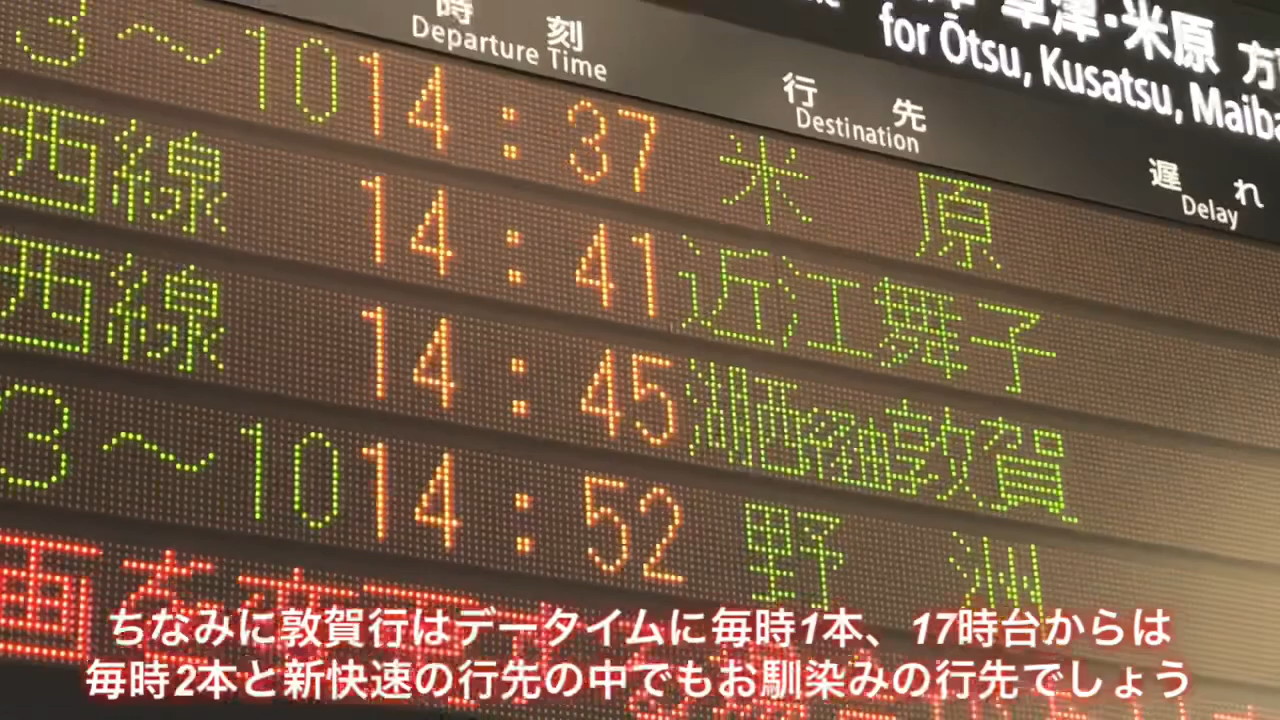 時刻
Departure Time
草津・米原 方
for Ōtsu, Kusatsu, Maiba
行先
Destination
遅れ
Delay
3～10 14:37 米原
西線 14:41 近江舞子
西線 14:45 湖西経由敦賀
3～10 14:52 野洲
画を変更
ちなみに敦賀行はデータイムに毎時1本、17時台からは
毎時2本と新快速の行先の中でもお馴染みの行先でしょう